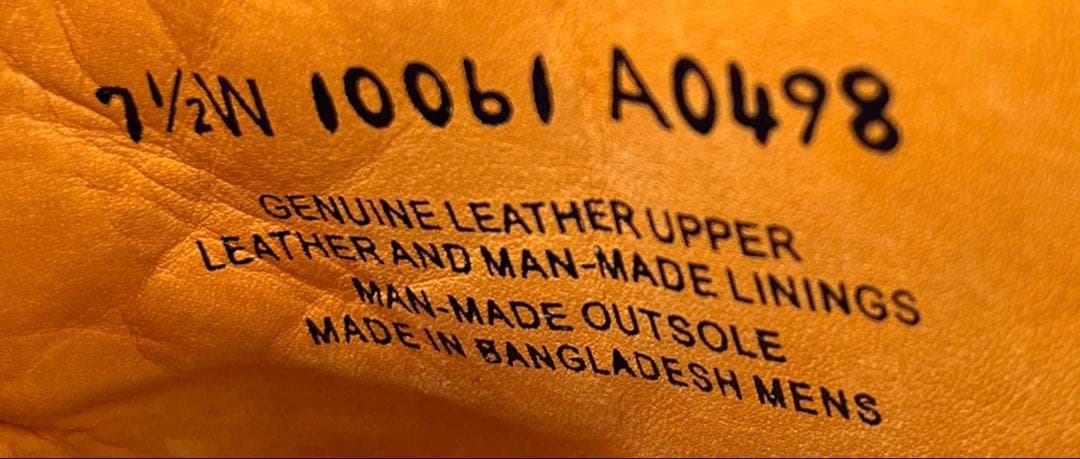 7½W 10061 A0498
GENUINE LEATHER UPPER
LEATHER AND MAN-MADE LININGS
MAN-MADE OUTSOLE
MADE IN BANGLADESH MENS